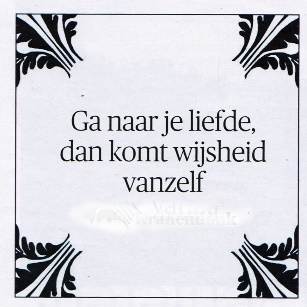 Ga naar je liefde,
dan komt wijsheid
vanzelf